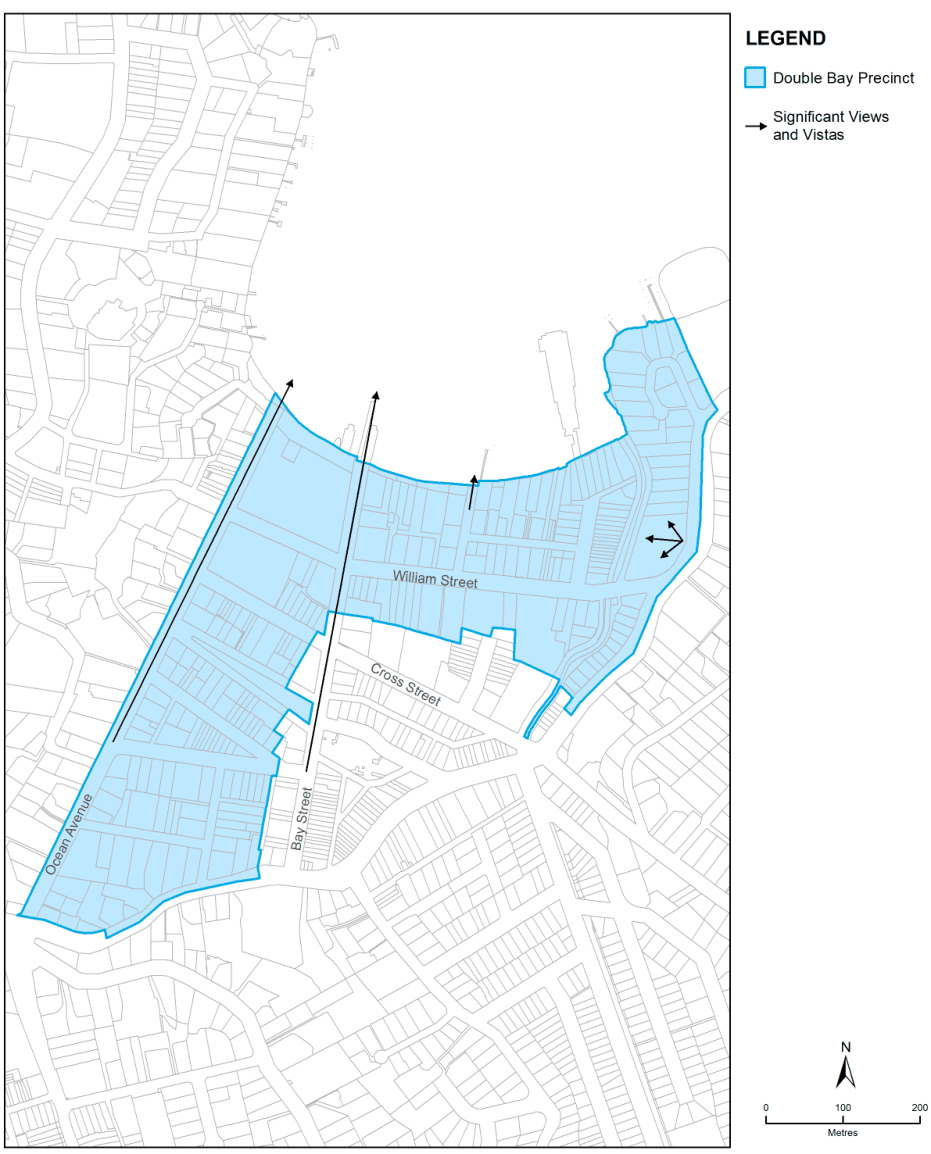 LEGEND
Double Bay Precinct
Significant Views
and Vistas
William Street
Cross Street
Ocean Avenue
Bay Street
N
0 100 200
Metres